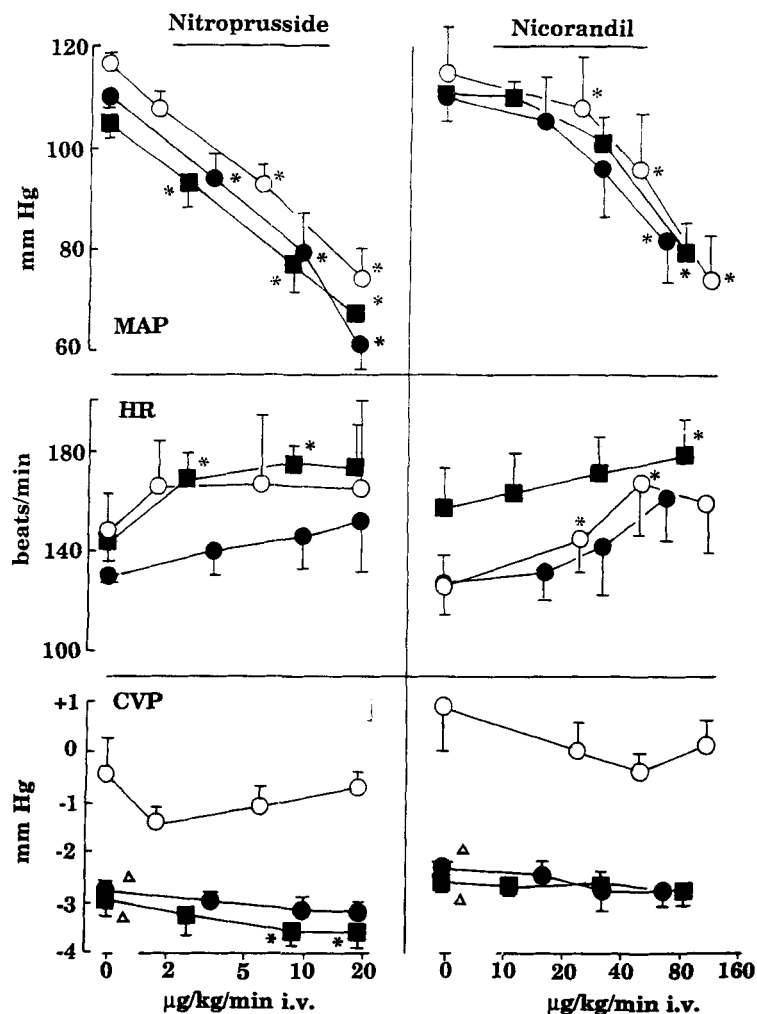 Nitroprusside
Nicorandil
120
100
80
60
mm Hg
MAP
*
*
*
*
*
*
*
*
*
*
*
*
*
*
HR
180
140
100
beats/min
*
*
*
*
*
CVP
+1
0
-1
-2
-3
-4
mm Hg
Δ
Δ
*
*
Δ
Δ
0 2 5 10 20
0 10 20 40 80 160
μg/kg/min i.v.
μg/kg/min i.v.